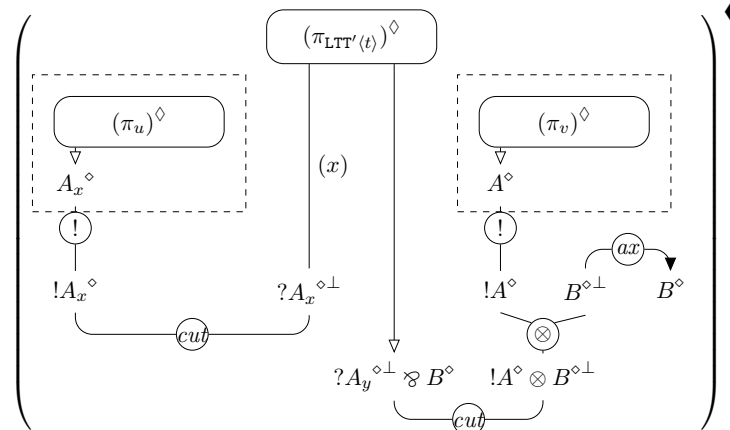 (π_{LTT′⟨t⟩})^◊
(π_u)^◊ (π_v)^◊
(x)
A_x^⋄ A^⋄
! !
ax
!A_x^⋄ ?A_x^{⋄⊥} !A^⋄ B^{⋄⊥} B^⋄
cut ⊗
?A_y^{⋄⊥} ⅋ B^⋄ !A^⋄ ⊗ B^{⋄⊥}
cut